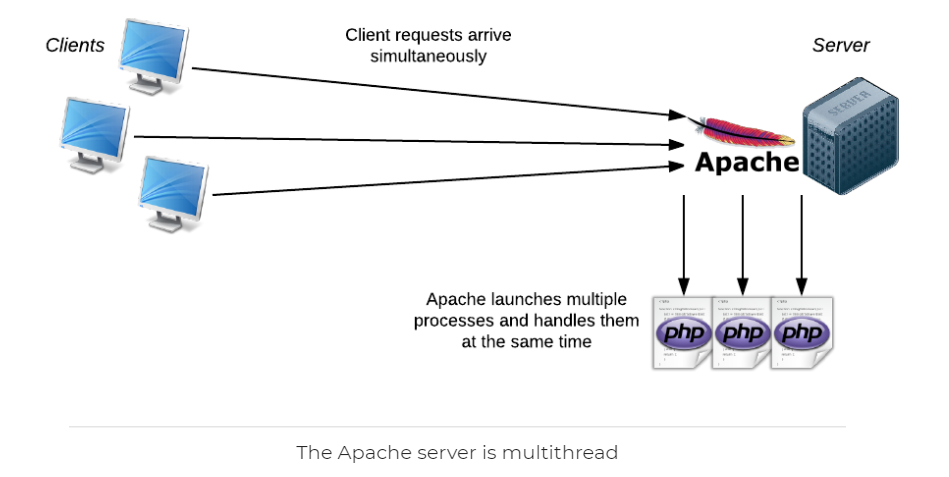 Clients
Client requests arrive
simultaneously
Server
SERVER
Apache
Apache launches multiple
processes and handles them
at the same time
php php php
The Apache server is multithread